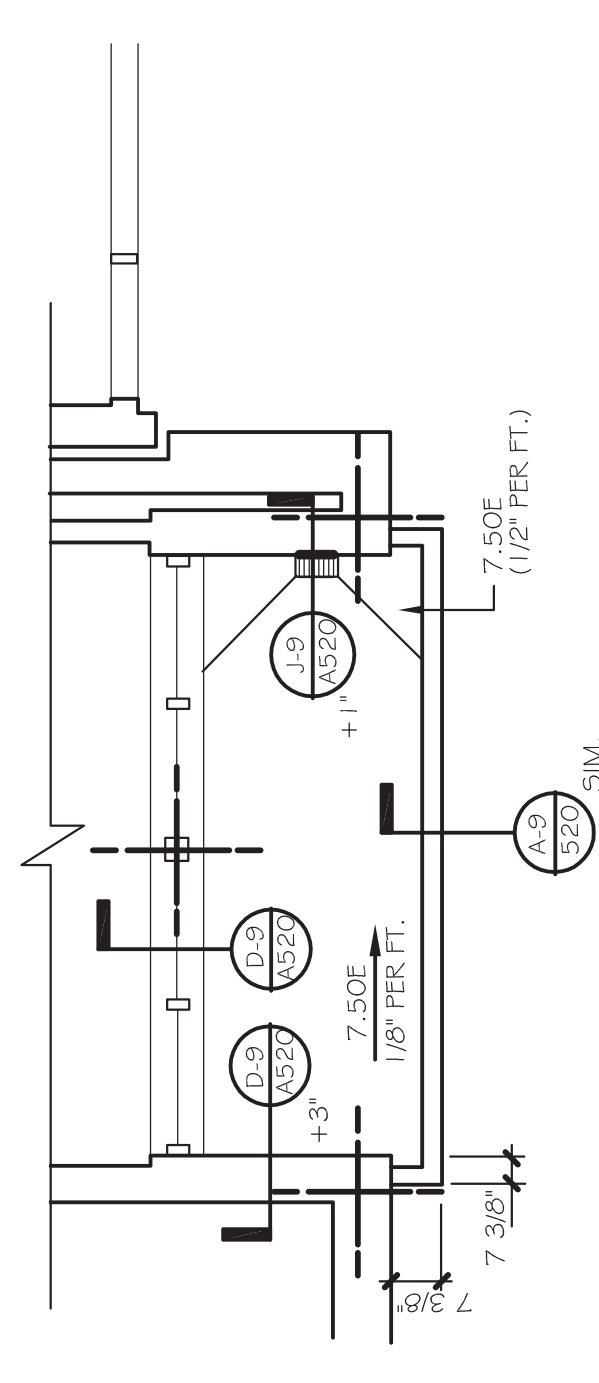 7.50E
(1/2" PER FT.)
J-9
A520
+1"
SIM.
A-9
520
D-9
A520
7.50E
1/8" PER FT.
D-9
A520
+3"
7 3/8"
7 3/8"